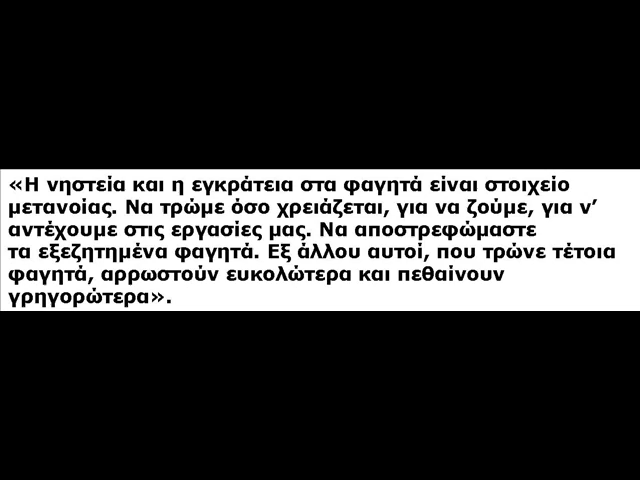 «Η νηστεία και η εγκράτεια στα φαγητά είναι στοιχείο
μετανοίας. Να τρώμε όσο χρειάζεται, για να ζούμε, για ν’
αντέχουμε στις εργασίες μας. Να αποστρεφώμαστε
τα εξεζητημένα φαγητά. Εξ άλλου αυτοί, που τρώνε τέτοια
φαγητά, αρρωστούν ευκολώτερα και πεθαίνουν
γρηγορώτερα».